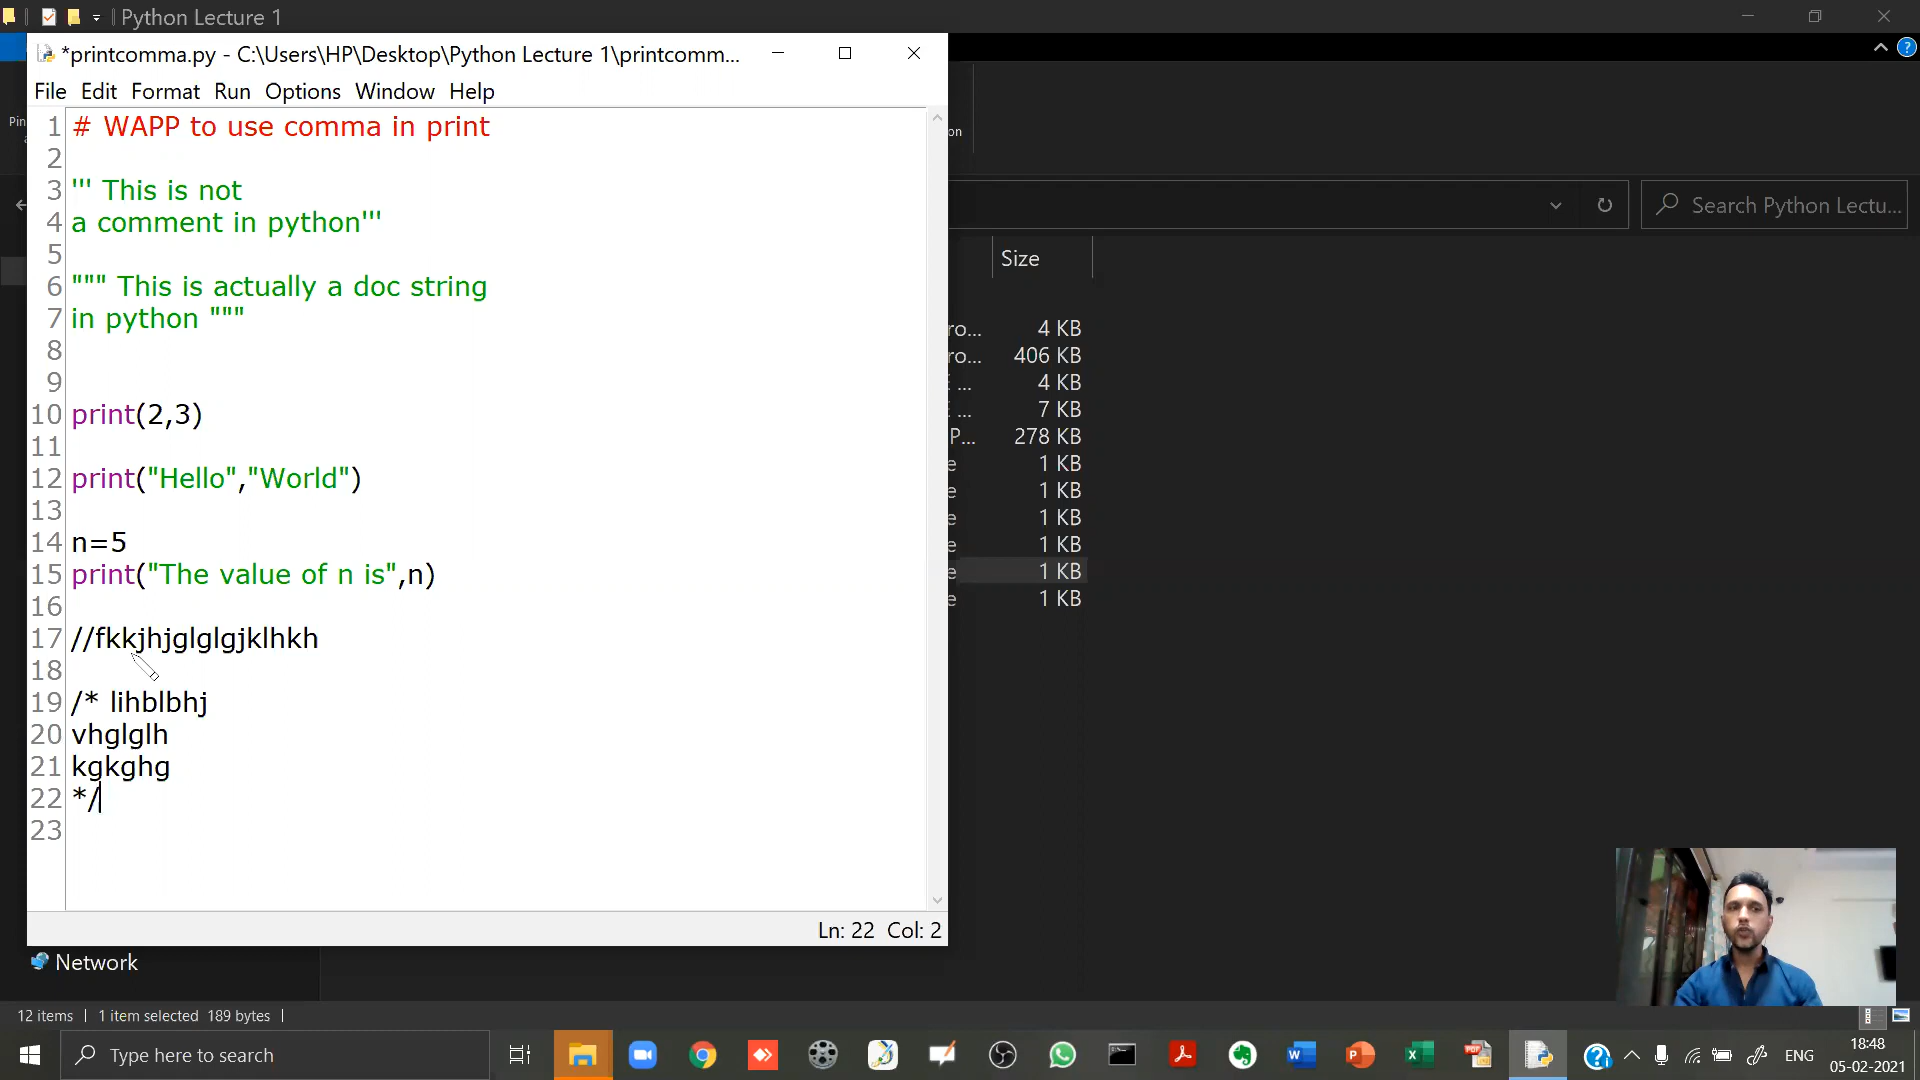 Python Lecture 1
*printcomma.py - C:\Users\HP\Desktop\Python Lecture 1\printcomm...
File Edit Format Run Options Window Help
Pin
on
1 # WAPP to use comma in print
2
3 ''' This is not
4 a comment in python'''
5
6 """ This is actually a doc string
7 in python """
8
9
10 print(2,3)
11
12 print("Hello","World")
13
14 n=5
15 print("The value of n is",n)
16
17 //fkkjhjglglgjklhkh
18
19 /* lihblbhj
20 vhglglh
21 kgkghg
22 */
23
Ln: 22 Col: 2
Search Python Lectu...
Size
ro... 4 KB
ro... 406 KB
E ... 4 KB
E ... 7 KB
P... 278 KB
e 1 KB
e 1 KB
e 1 KB
e 1 KB
e 1 KB
e 1 KB
Network
12 items 1 item selected 189 bytes
Type here to search
ENG
18:48
05-02-2021